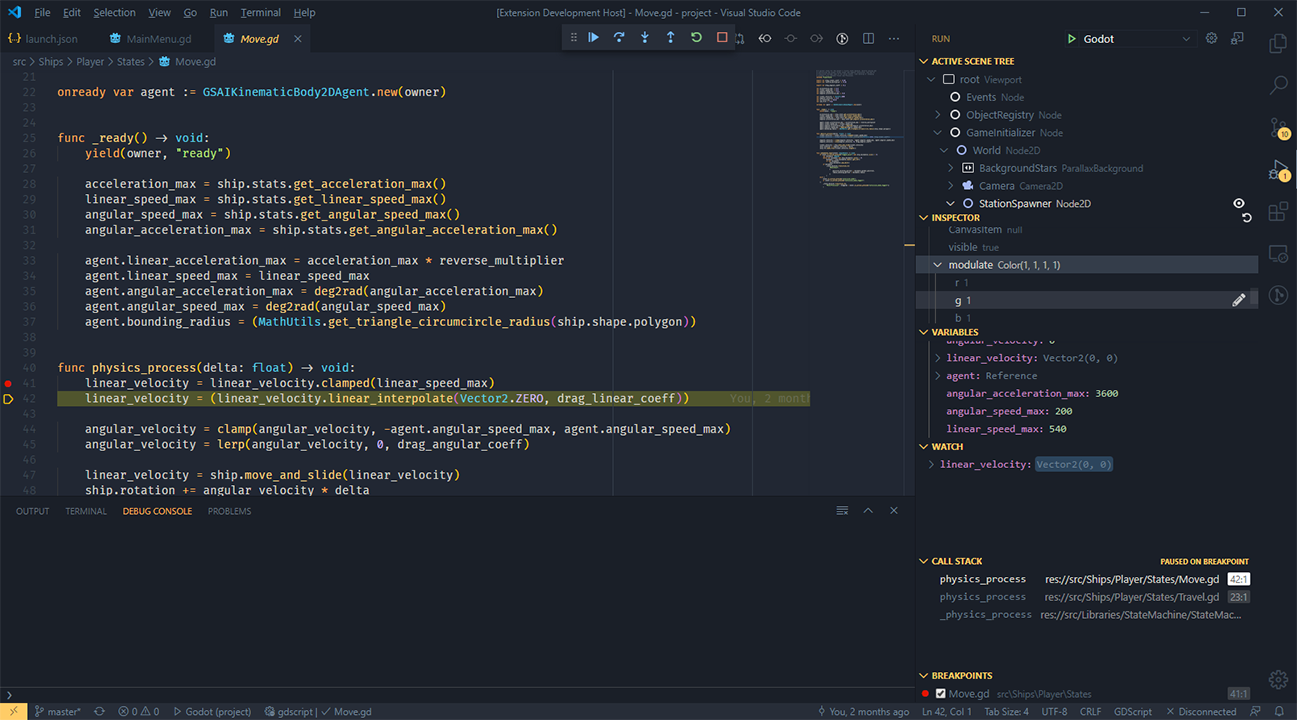 File Edit Selection View Go Run Terminal Help [Extension Development Host] - Move.gd - project - Visual Studio Code
launch.json MainMenu.gd Move.gd
src > Ships > Player > States > Move.gd
21
22 onready var agent := GSAIKinematicBody2DAgent.new(owner)
23
24
25 func _ready() -> void:
26 yield(owner, "ready")
27
28 acceleration_max = ship.stats.get_acceleration_max()
29 linear_speed_max = ship.stats.get_linear_speed_max()
30 angular_speed_max = ship.stats.get_angular_speed_max()
31 angular_acceleration_max = ship.stats.get_angular_acceleration_max()
32
33 agent.linear_acceleration_max = acceleration_max * reverse_multiplier
34 agent.linear_speed_max = linear_speed_max
35 agent.angular_acceleration_max = deg2rad(angular_acceleration_max)
36 agent.angular_speed_max = deg2rad(angular_speed_max)
37 agent.bounding_radius = (MathUtils.get_triangle_circumcircle_radius(ship.shape.polygon))
38
39
40 func physics_process(delta: float) -> void:
41 linear_velocity = linear_velocity.clamped(linear_speed_max)
42 linear_velocity = (linear_velocity.linear_interpolate(Vector2.ZERO, drag_linear_coeff)) You, 2 month
43
44 angular_velocity = clamp(angular_velocity, -agent.angular_speed_max, agent.angular_speed_max)
45 angular_velocity = lerp(angular_velocity, 0, drag_angular_coeff)
46
47 linear_velocity = ship.move_and_slide(linear_velocity)
48 ship.rotation += angular_velocity * delta
OUTPUT TERMINAL DEBUG CONSOLE PROBLEMS
RUN Godot
ACTIVE SCENE TREE
root Viewport
Events Node
ObjectRegistry Node
GameInitializer Node
World Node2D
BackgroundStars ParallaxBackground
Camera Camera2D
StationSpawner Node2D
INSPECTOR
CanvasItem null
visible true
modulate Color(1, 1, 1, 1)
r 1
g 1
b 1
VARIABLES
angular_velocity: 0
linear_velocity: Vector2(0, 0)
agent: Reference
angular_acceleration_max: 3600
angular_speed_max: 200
linear_speed_max: 540
WATCH
linear_velocity: Vector2(0, 0)
CALL STACK PAUSED ON BREAKPOINT
physics_process res://src/Ships/Player/States/Move.gd 42:1
physics_process res://src/Ships/Player/States/Travel.gd 23:1
_physics_process res://src/Libraries/StateMachine/StateMac...
BREAKPOINTS
Move.gd src\Ships\Player\States 41:1
10
1
master* 0 0 Godot (project) gdscript | Move.gd You, 2 months ago Ln 42, Col 1 Tab Size: 4 UTF-8 CRLF GDScript Disconnected